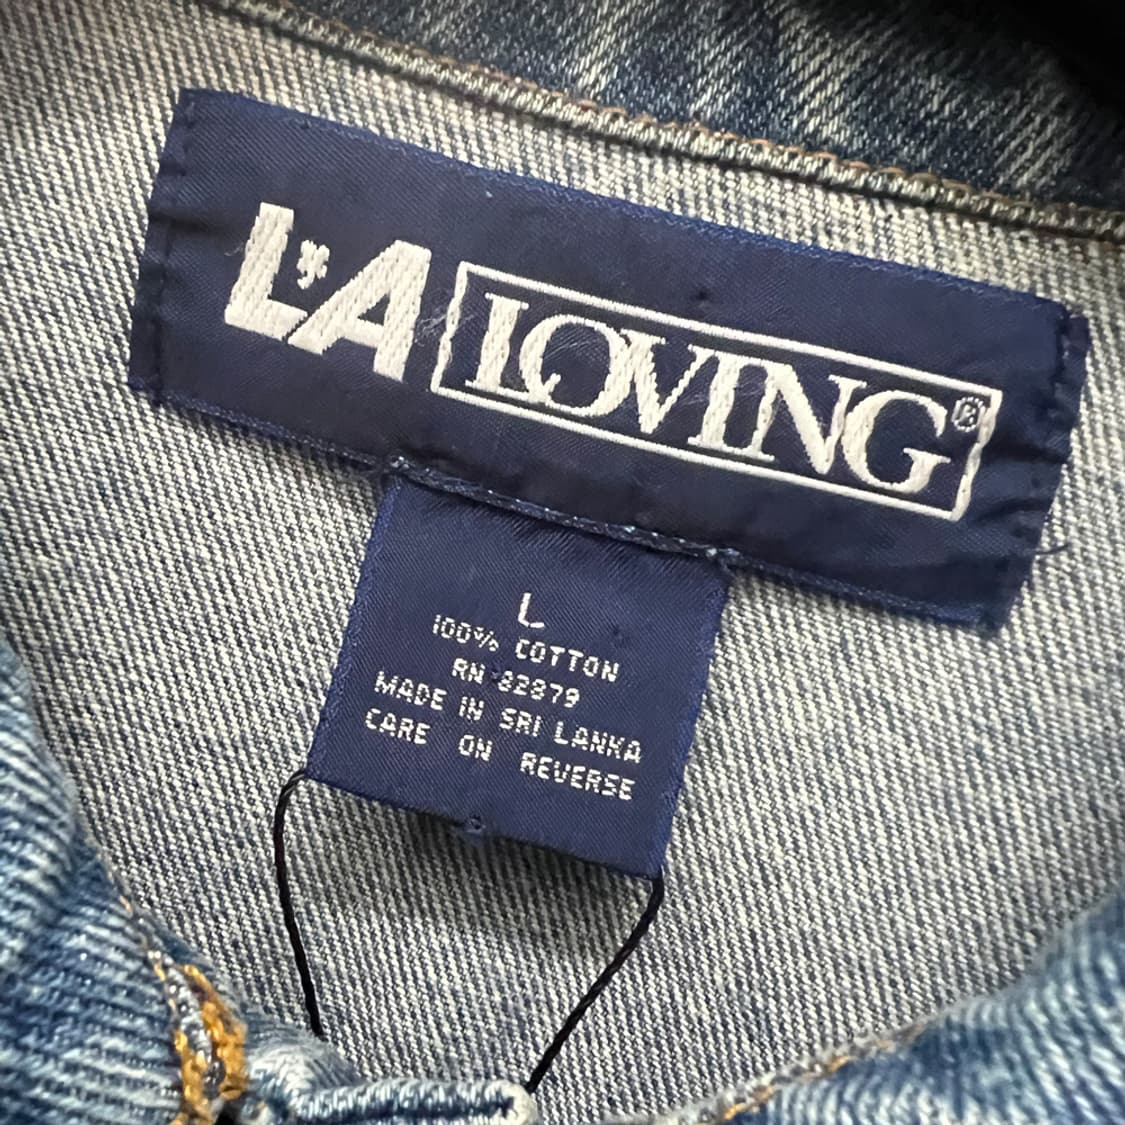 L*A LOVING®
L
100% COTTON
RN 82879
MADE IN SRI LANKA
CARE ON REVERSE